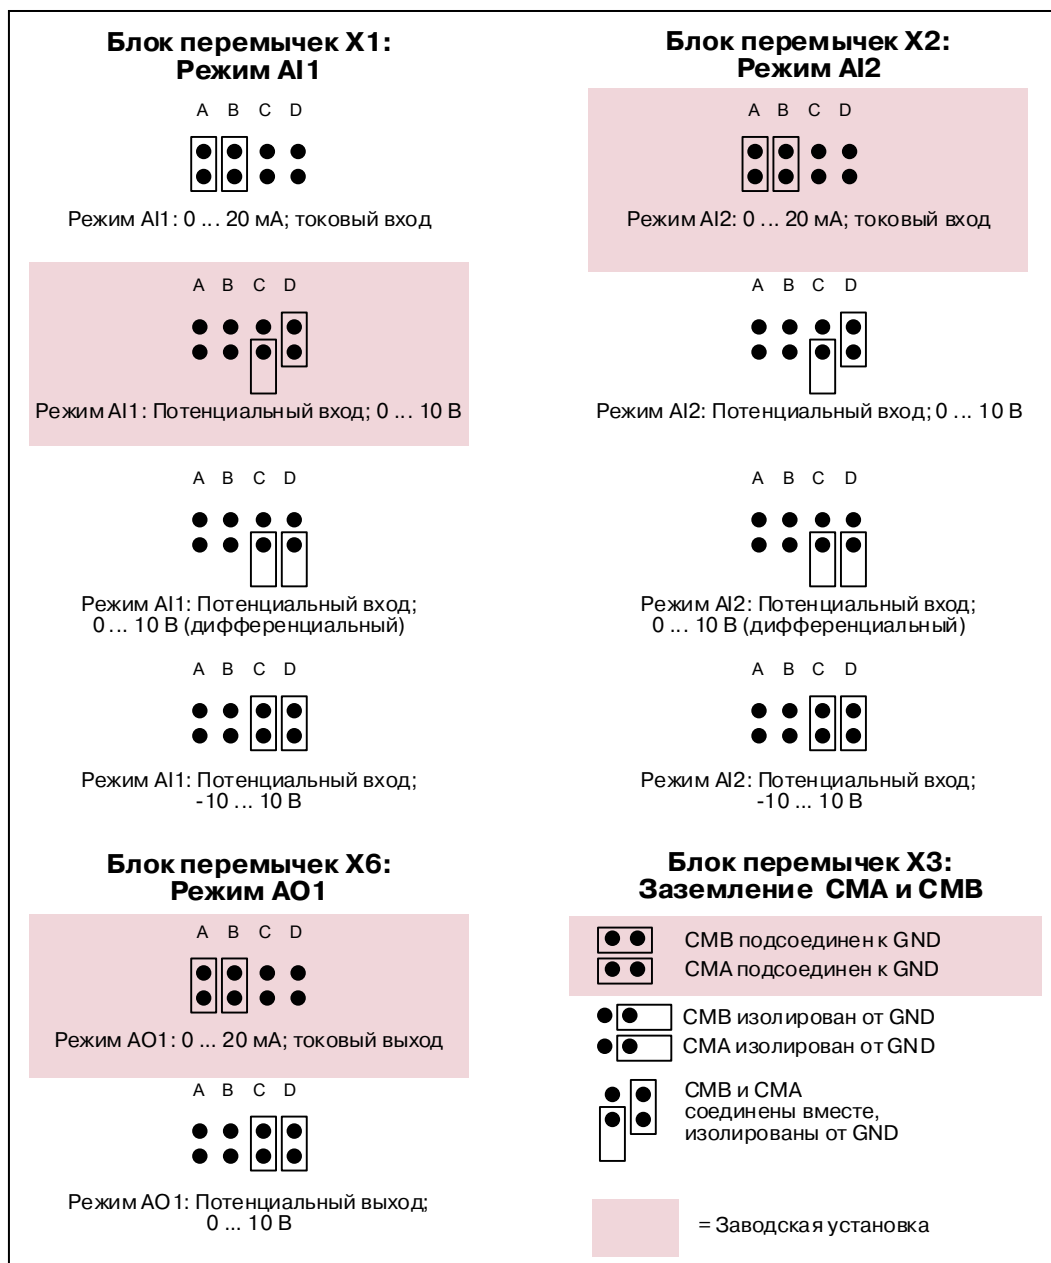 Блок перемычек X1:
Режим AI1
A B C D
Режим AI1: 0 ... 20 мА; токовый вход
A B C D
Режим AI1: Потенциальный вход; 0 ... 10 В
A B C D
Режим AI1: Потенциальный вход;
0 ... 10 В (дифференциальный)
A B C D
Режим AI1: Потенциальный вход;
-10 ... 10 В
Блок перемычек X2:
Режим AI2
A B C D
Режим AI2: 0 ... 20 мА; токовый вход
A B C D
Режим AI2: Потенциальный вход; 0 ... 10 В
A B C D
Режим AI2: Потенциальный вход;
0 ... 10 В (дифференциальный)
A B C D
Режим AI2: Потенциальный вход;
-10 ... 10 В
Блок перемычек X6:
Режим AO1
A B C D
Режим AO1: 0 ... 20 мА; токовый выход
A B C D
Режим AO1: Потенциальный выход;
0 ... 10 В
Блок перемычек X3:
Заземление CMA и CMB
CMB подсоединен к GND
CMA подсоединен к GND
CMB изолирован от GND
CMA изолирован от GND
CMB и CMA
соединены вместе,
изолированы от GND
= Заводская установка